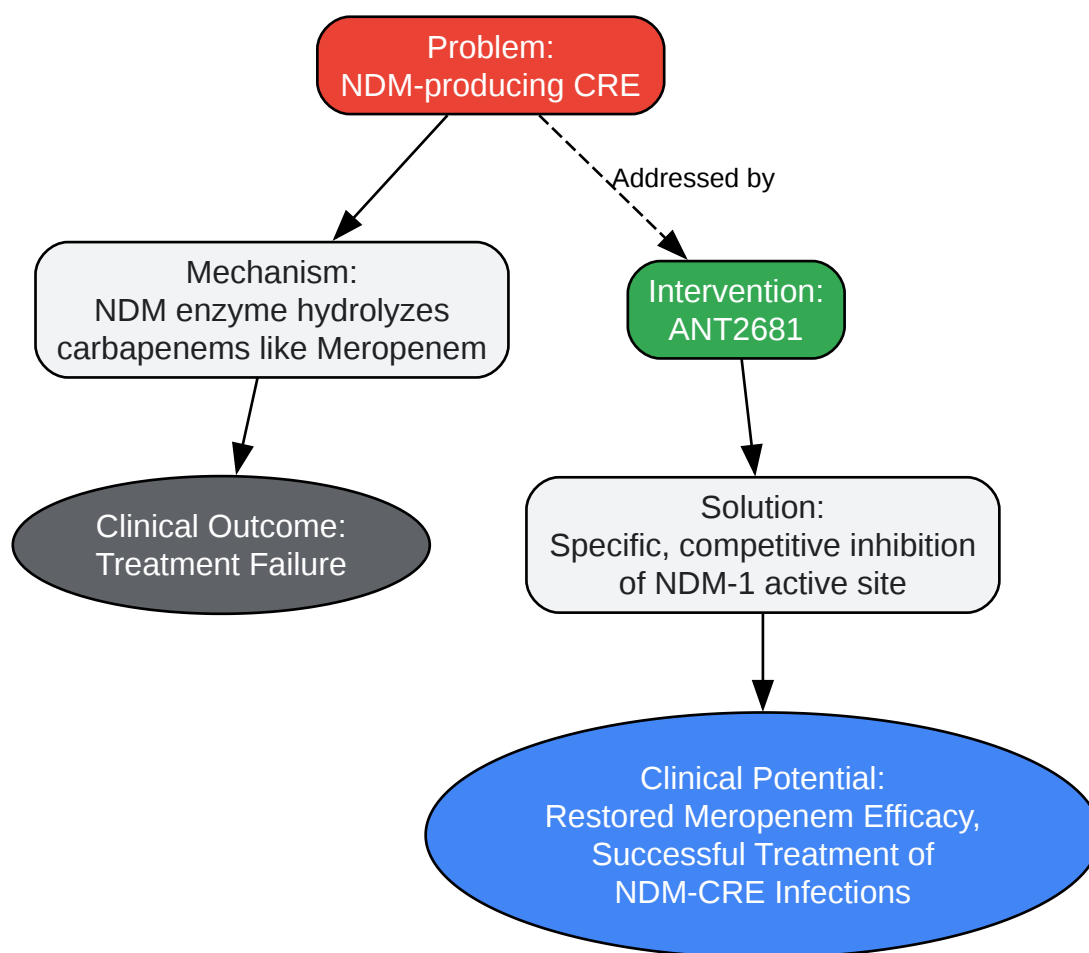 Problem:
NDM-producing CRE
Addressed by
Mechanism:
NDM enzyme hydrolyzes
carbapenems like Meropenem
Intervention:
ANT2681
Clinical Outcome:
Treatment Failure
Solution:
Specific, competitive inhibition
of NDM-1 active site
Clinical Potential:
Restored Meropenem Efficacy,
Successful Treatment of
NDM-CRE Infections